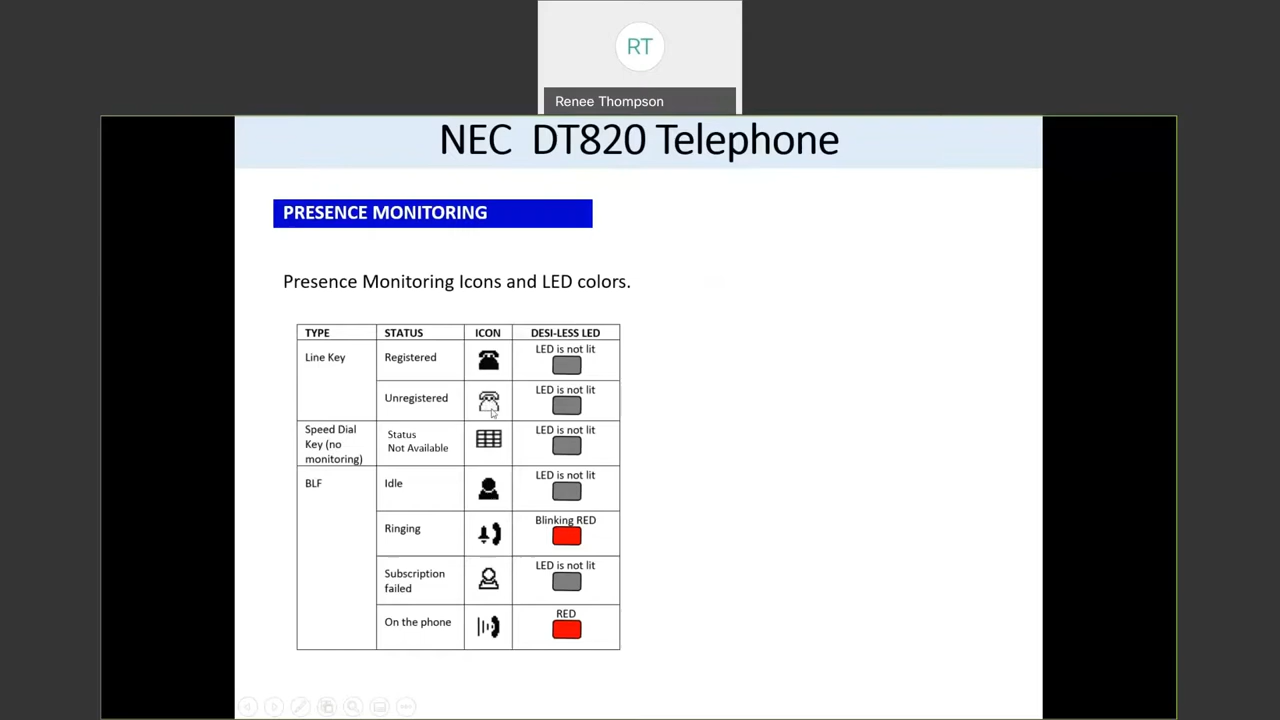 RT
Renee Thompson
NEC DT820 Telephone
PRESENCE MONITORING
Presence Monitoring Icons and LED colors.
TYPE STATUS ICON DESI-LESS LED
Line Key Registered LED is not lit
Unregistered LED is not lit
Speed Dial
Key (no
monitoring)
Status
Not Available
LED is not lit
BLF Idle LED is not lit
Ringing Blinking RED
Subscription
failed
LED is not lit
On the phone RED